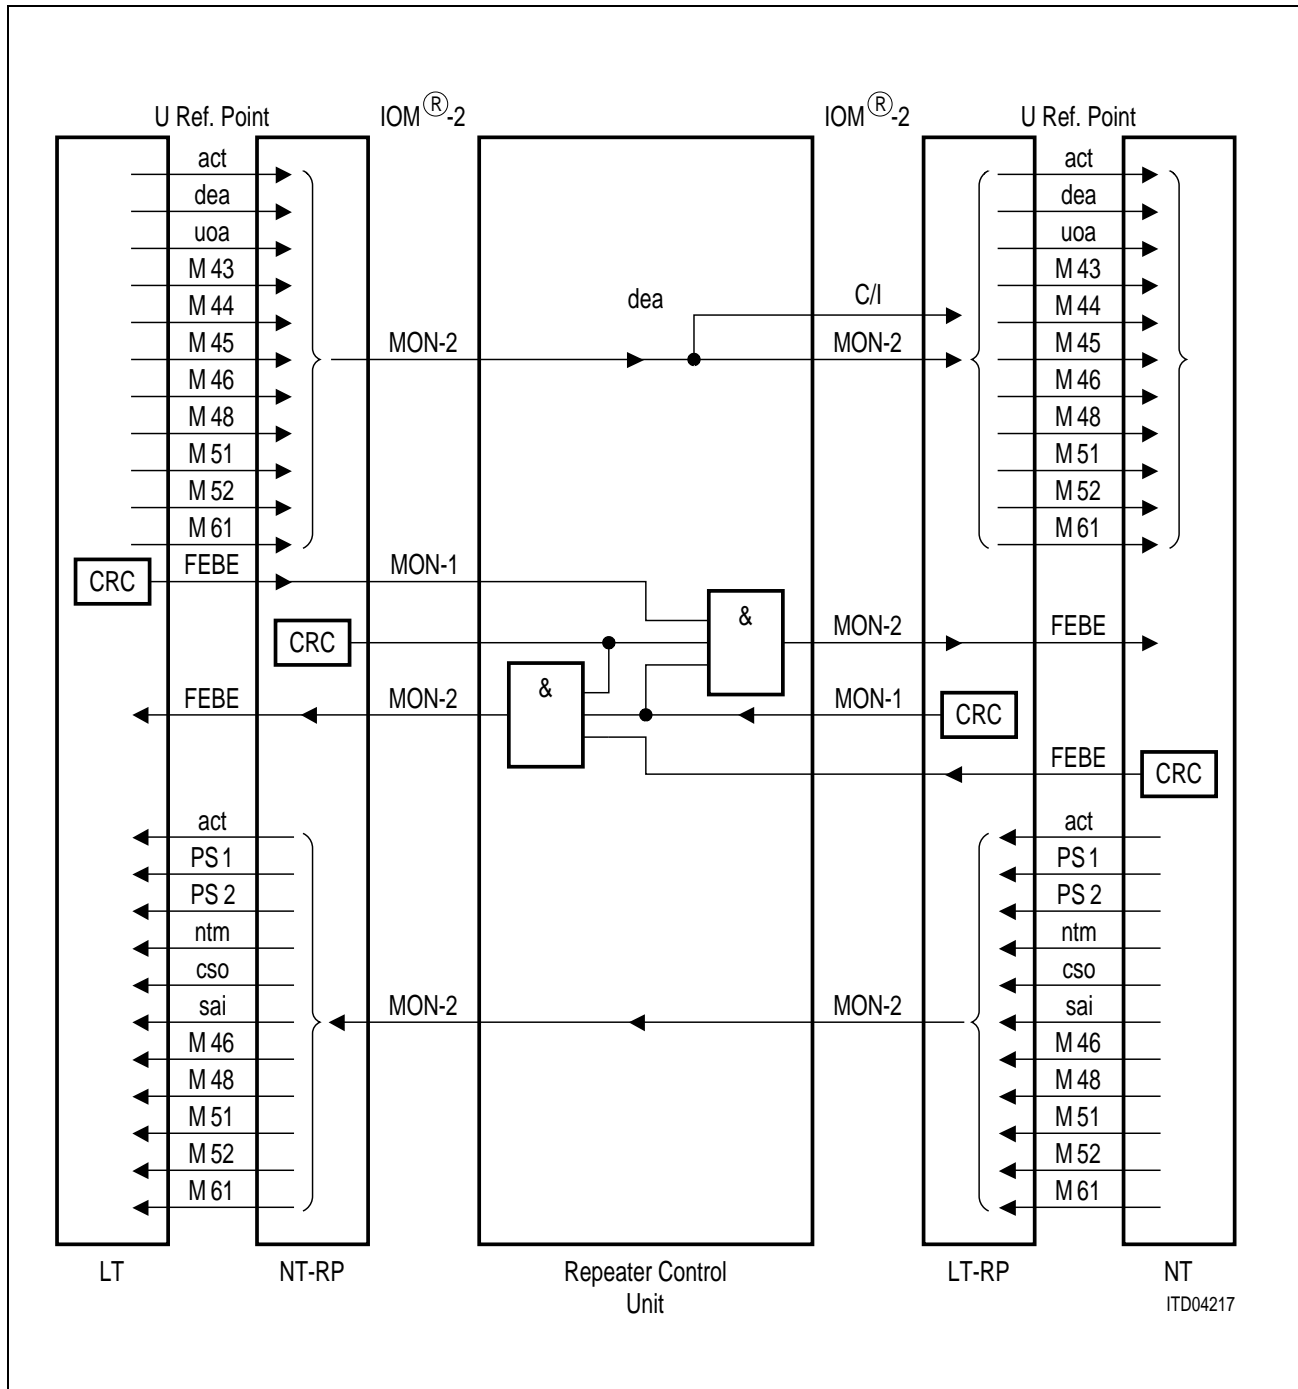 U Ref. Point IOM®-2 IOM®-2 U Ref. Point
act act
dea dea
uoa uoa
M 43 M 43
dea C/I
M 44 M 44
M 45 MON-2 MON-2 M 45
M 46 M 46
M 48 M 48
M 51 M 51
M 52 M 52
M 61 M 61
CRC FEBE MON-1
CRC & MON-2 FEBE
FEBE MON-2 & MON-1 CRC
FEBE CRC
act act
PS 1 PS 1
PS 2 PS 2
ntm ntm
cso cso
sai MON-2 MON-2 sai
M 46 M 46
M 48 M 48
M 51 M 51
M 52 M 52
M 61 M 61
LT NT-RP Repeater Control LT-RP NT
Unit
ITD04217